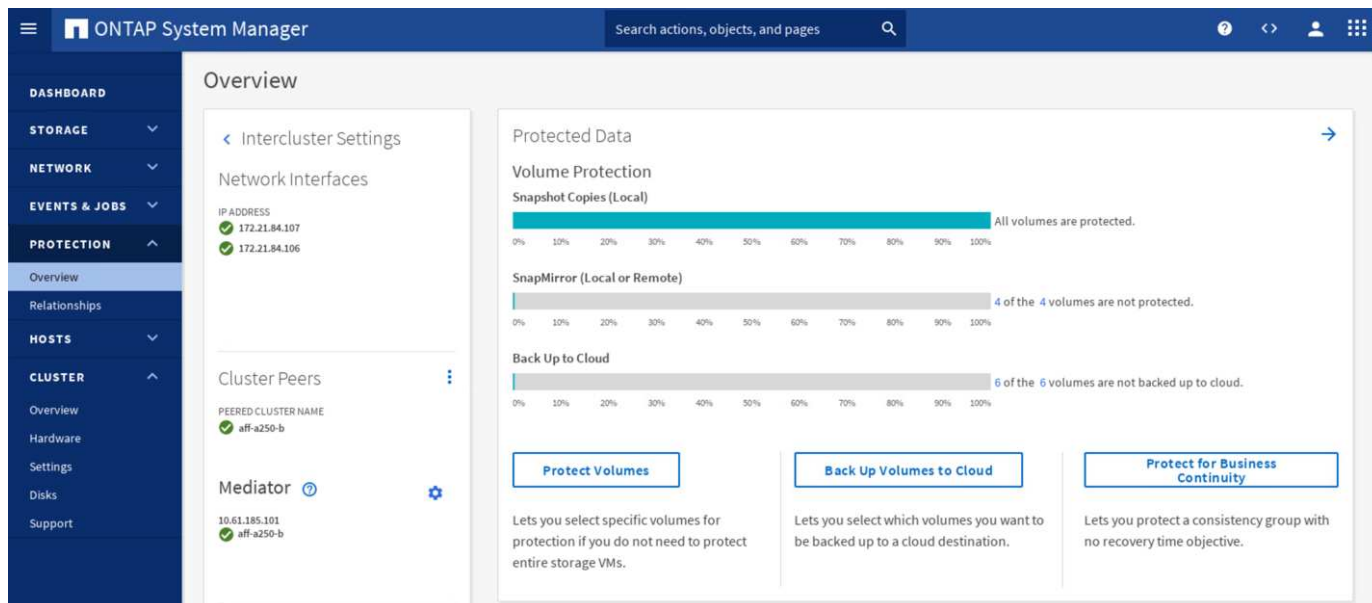 ONTAP System Manager
Search actions, objects, and pages
DASHBOARD
STORAGE
NETWORK
EVENTS & JOBS
PROTECTION
Overview
Relationships
HOSTS
CLUSTER
Overview
Hardware
Settings
Disks
Support
Overview
Intercluster Settings
Network Interfaces
IP ADDRESS
172.21.84.107
172.21.84.106
Cluster Peers
PEERED CLUSTER NAME
aff-a250-b
Mediator
10.61.185.101
aff-a250-b
Protected Data
Volume Protection
Snapshot Copies (Local)
All volumes are protected.
0% 10% 20% 30% 40% 50% 60% 70% 80% 90% 100%
SnapMirror (Local or Remote)
4 of the 4 volumes are not protected.
0% 10% 20% 30% 40% 50% 60% 70% 80% 90% 100%
Back Up to Cloud
6 of the 6 volumes are not backed up to cloud.
0% 10% 20% 30% 40% 50% 60% 70% 80% 90% 100%
Protect Volumes
Lets you select specific volumes for
protection if you do not need to protect
entire storage VMs.
Back Up Volumes to Cloud
Lets you select which volumes you want to
be backed up to a cloud destination.
Protect for Business
Continuity
Lets you protect a consistency group with
no recovery time objective.